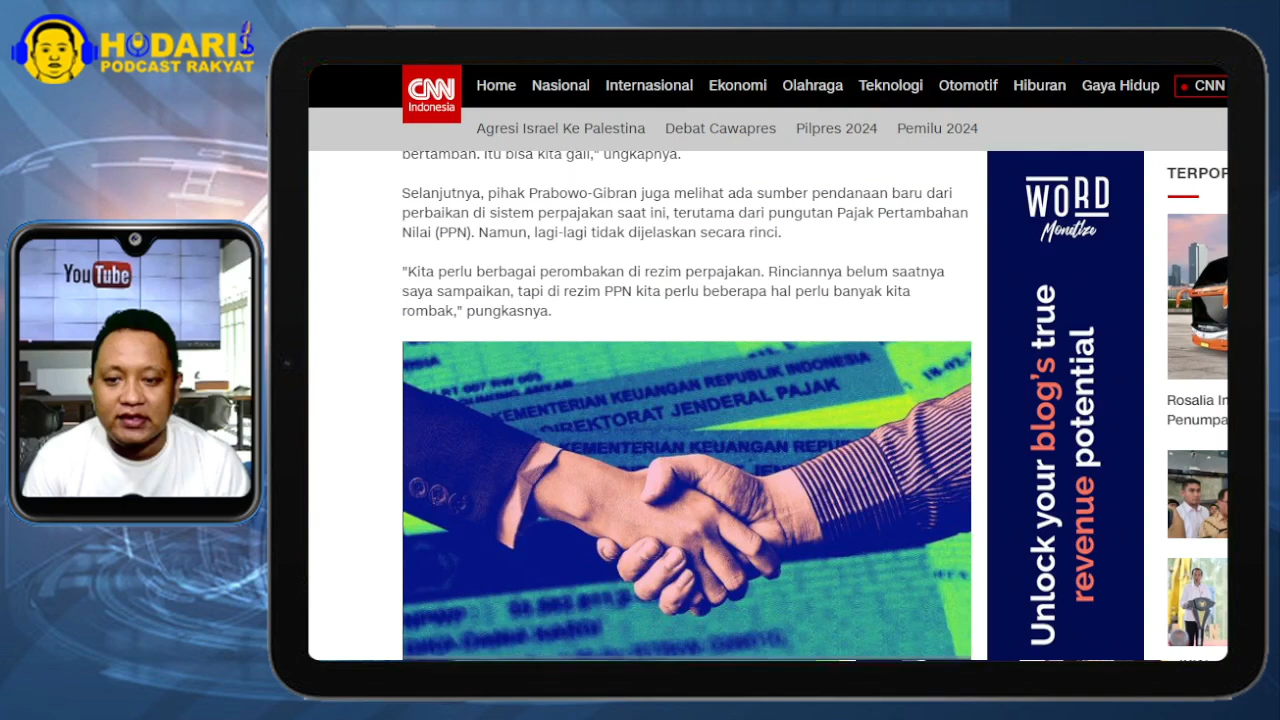 HODARI
PODCAST RAKYAT
YouTube
CNN
Indonesia
Home Nasional Internasional Ekonomi Olahraga Teknologi Otomotif Hiburan Gaya Hidup CNN
Agresi Israel Ke Palestina Debat Cawapres Pilpres 2024 Pemilu 2024
bertambah. Itu bisa kita gali," ungkapnya.
Selanjutnya, pihak Prabowo-Gibran juga melihat ada sumber pendanaan baru dari
perbaikan di sistem perpajakan saat ini, terutama dari pungutan Pajak Pertambahan
Nilai (PPN). Namun, lagi-lagi tidak dijelaskan secara rinci.
"Kita perlu berbagai perombakan di rezim perpajakan. Rinciannya belum saatnya
saya sampaikan, tapi di rezim PPN kita perlu beberapa hal perlu banyak kita
rombak," pungkasnya.
KEMENTERIAN KEUANGAN REPUBLIK INDONESIA
DIREKTORAT JENDERAL PAJAK
KEMENTERIAN KEUANGAN REPUB
WORD
Monetize
Unlock your blog's true
revenue potential
TERPOP
Rosalia In
Penumpa